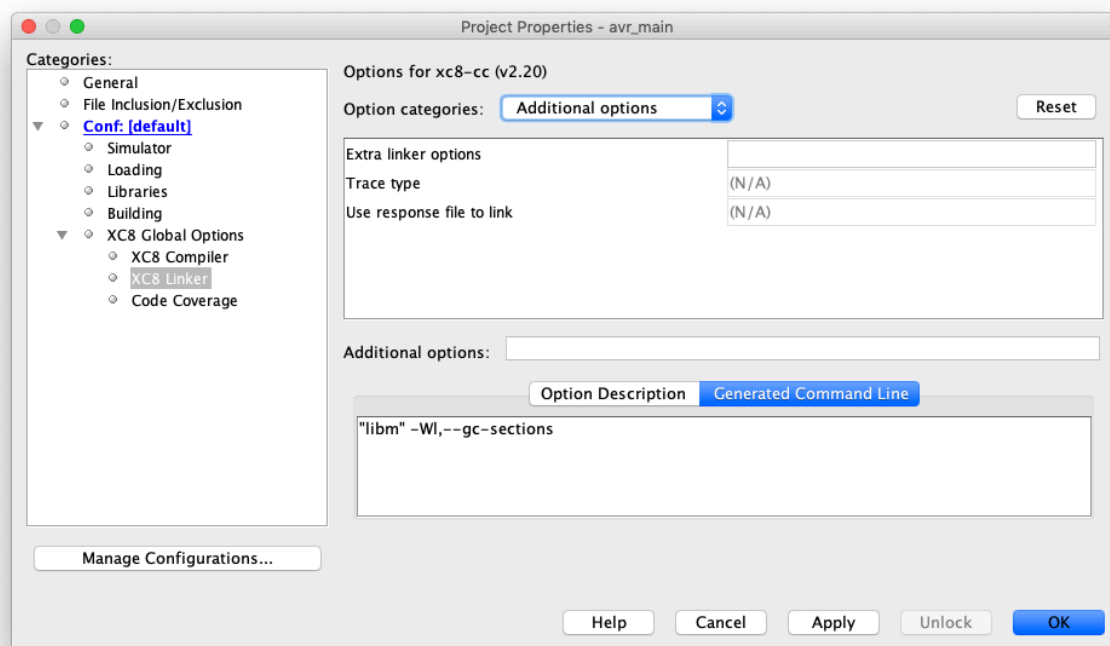 Project Properties - avr_main
Categories:
General
File Inclusion/Exclusion
Conf: [default]
Simulator
Loading
Libraries
Building
XC8 Global Options
XC8 Compiler
XC8 Linker
Code Coverage
Manage Configurations...
Options for xc8-cc (v2.20)
Option categories: Additional options Reset
Extra linker options
Trace type (N/A)
Use response file to link (N/A)
Additional options:
Option Description Generated Command Line
"libm" -Wl,--gc-sections
Help Cancel Apply Unlock OK